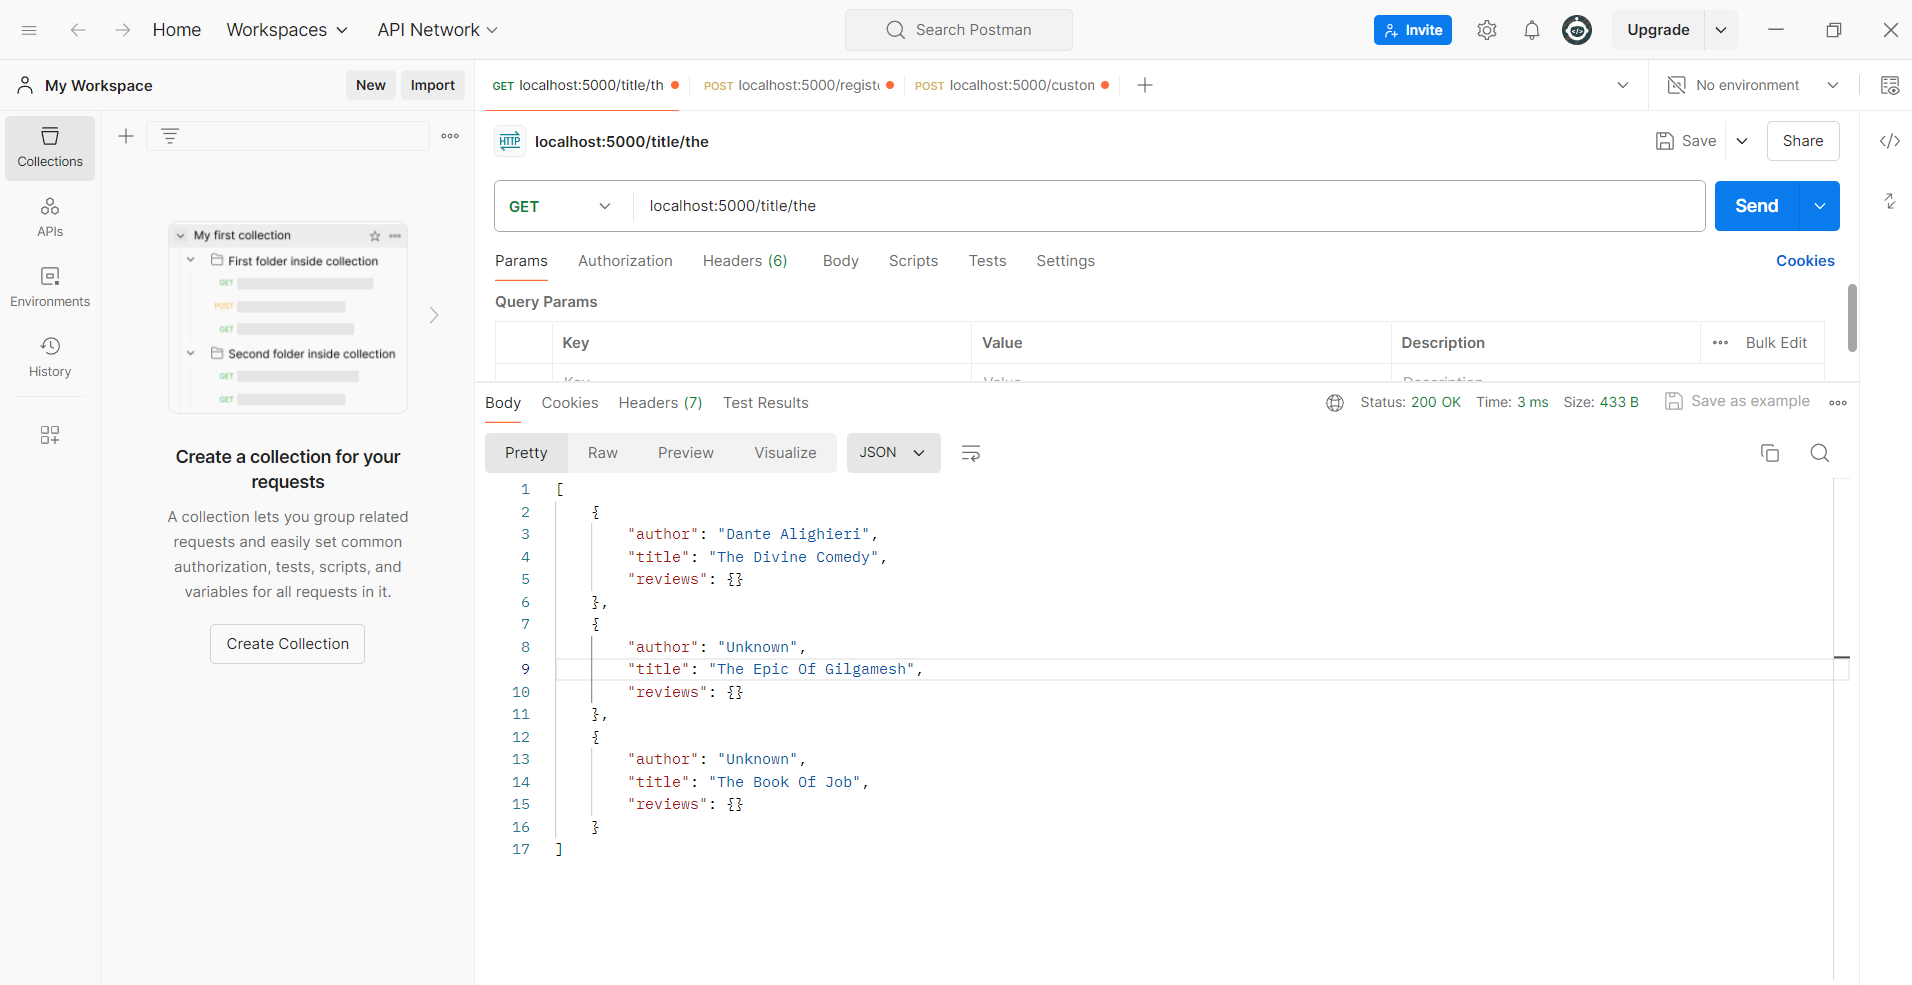 Home Workspaces API Network Search Postman Invite Upgrade
My Workspace New Import GET localhost:5000/title/th POST localhost:5000/regist POST localhost:5000/custon No environment
Collections
APIs
Environments
History
My first collection
First folder inside collection
GET
POST
GET
Second folder inside collection
GET
GET
Create a collection for your
requests
A collection lets you group related
requests and easily set common
authorization, tests, scripts, and
variables for all requests in it.
Create Collection
HTTP localhost:5000/title/the Save Share
GET localhost:5000/title/the Send
Params Authorization Headers (6) Body Scripts Tests Settings Cookies
Query Params
Key Value Description Bulk Edit
Key Value Description
Body Cookies Headers (7) Test Results Status: 200 OK Time: 3 ms Size: 433 B Save as example
Pretty Raw Preview Visualize JSON
1 [
2 {
3 "author": "Dante Alighieri",
4 "title": "The Divine Comedy",
5 "reviews": {}
6 },
7 {
8 "author": "Unknown",
9 "title": "The Epic Of Gilgamesh",
10 "reviews": {}
11 },
12 {
13 "author": "Unknown",
14 "title": "The Book Of Job",
15 "reviews": {}
16 }
17 ]